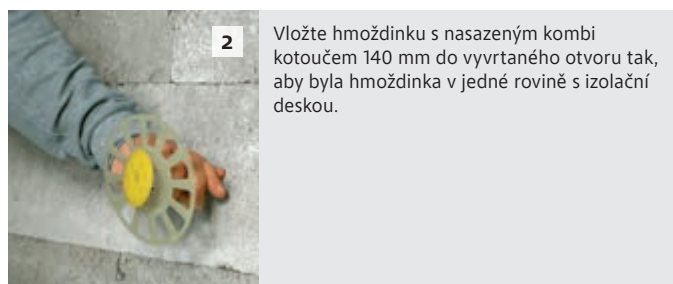 2
Vložte hmoždinku s nasazeným kombi
kotoučem 140 mm do vyvrtaného otvoru tak,
aby byla hmoždinka v jedné rovině s izolační
deskou.